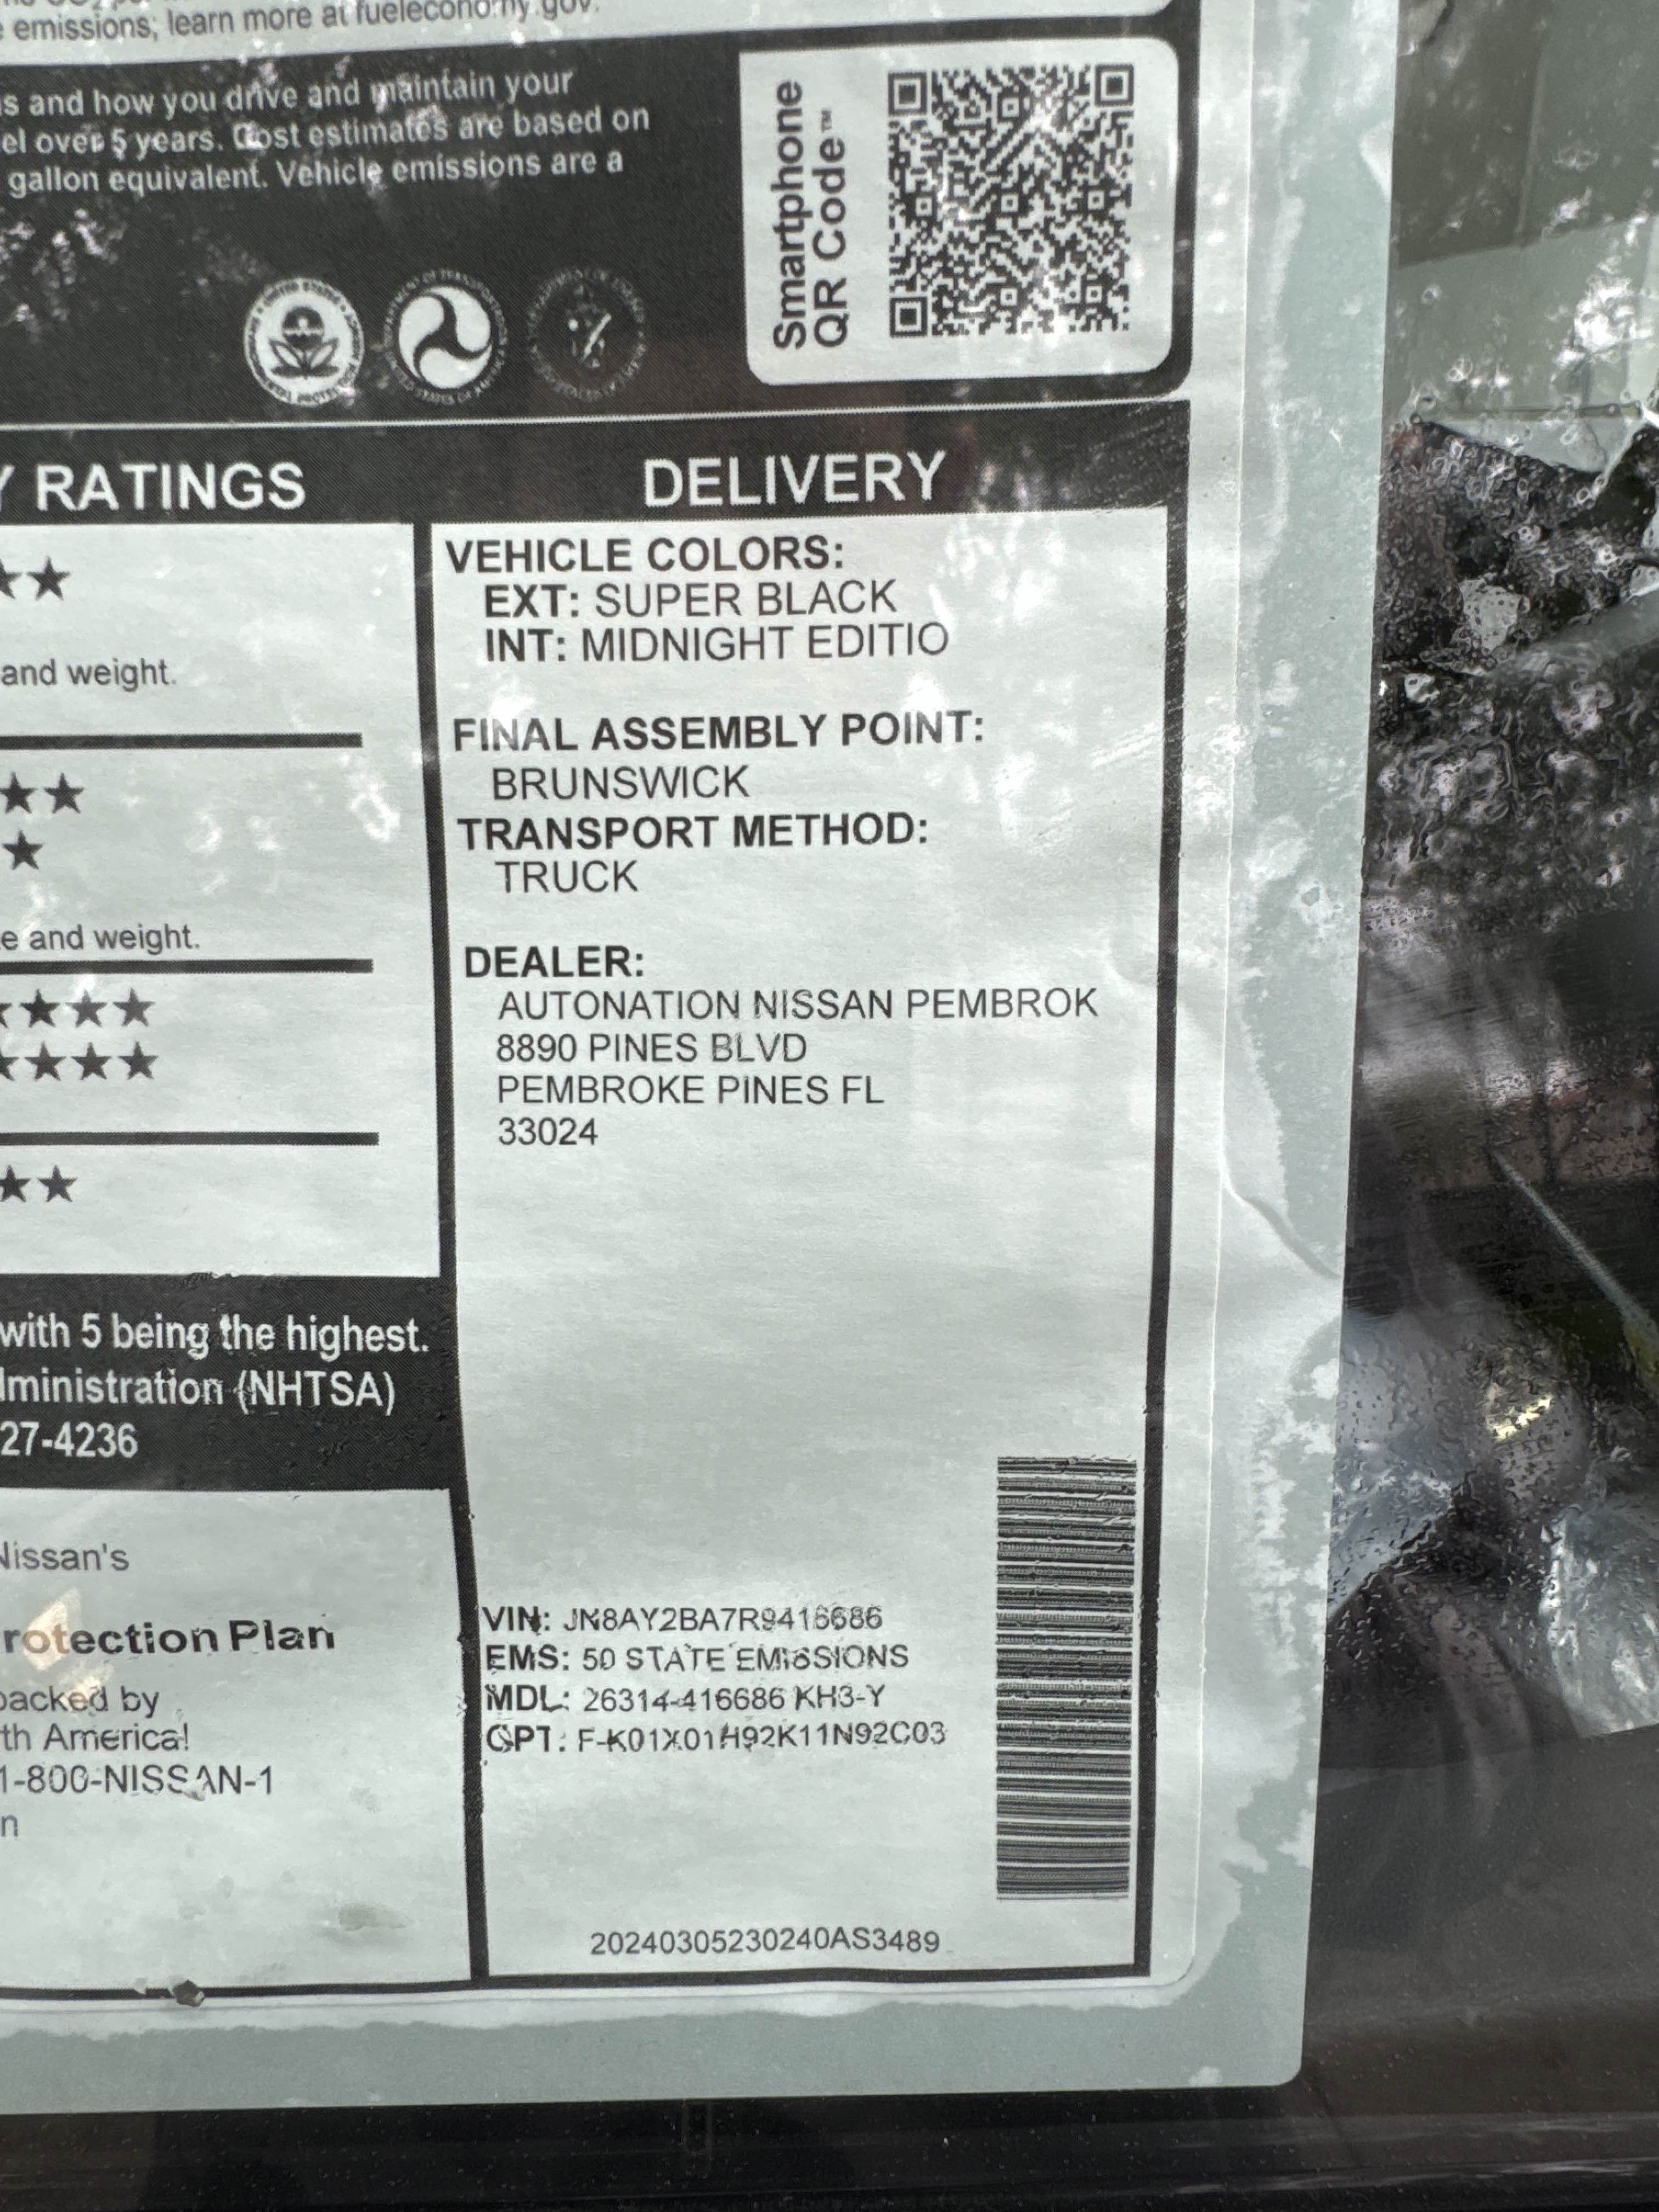 emissions; learn more at fueleconomy.gov.
s and how you drive and maintain your
el over 5 years. Cost estimates are based on
gallon equivalent. Vehicle emissions are a
Smartphone
QR Code™
Y RATINGS
and weight.
e and weight.
with 5 being the highest.
ministration (NHTSA)
27-4236
Nissan's
rotection Plan
backed by
th America!
1-800-NISSAN-1
n
DELIVERY
VEHICLE COLORS:
EXT: SUPER BLACK
INT: MIDNIGHT EDITIO
FINAL ASSEMBLY POINT:
BRUNSWICK
TRANSPORT METHOD:
TRUCK
DEALER:
AUTONATION NISSAN PEMBROK
8890 PINES BLVD
PEMBROKE PINES FL
33024
VIN: JN8AY2BA7R9416686
EMS: 50 STATE EMISSIONS
MDL: 26314-416686 KH3-Y
OPT: F-K01X01H92K11N92C03
20240305230240AS3489